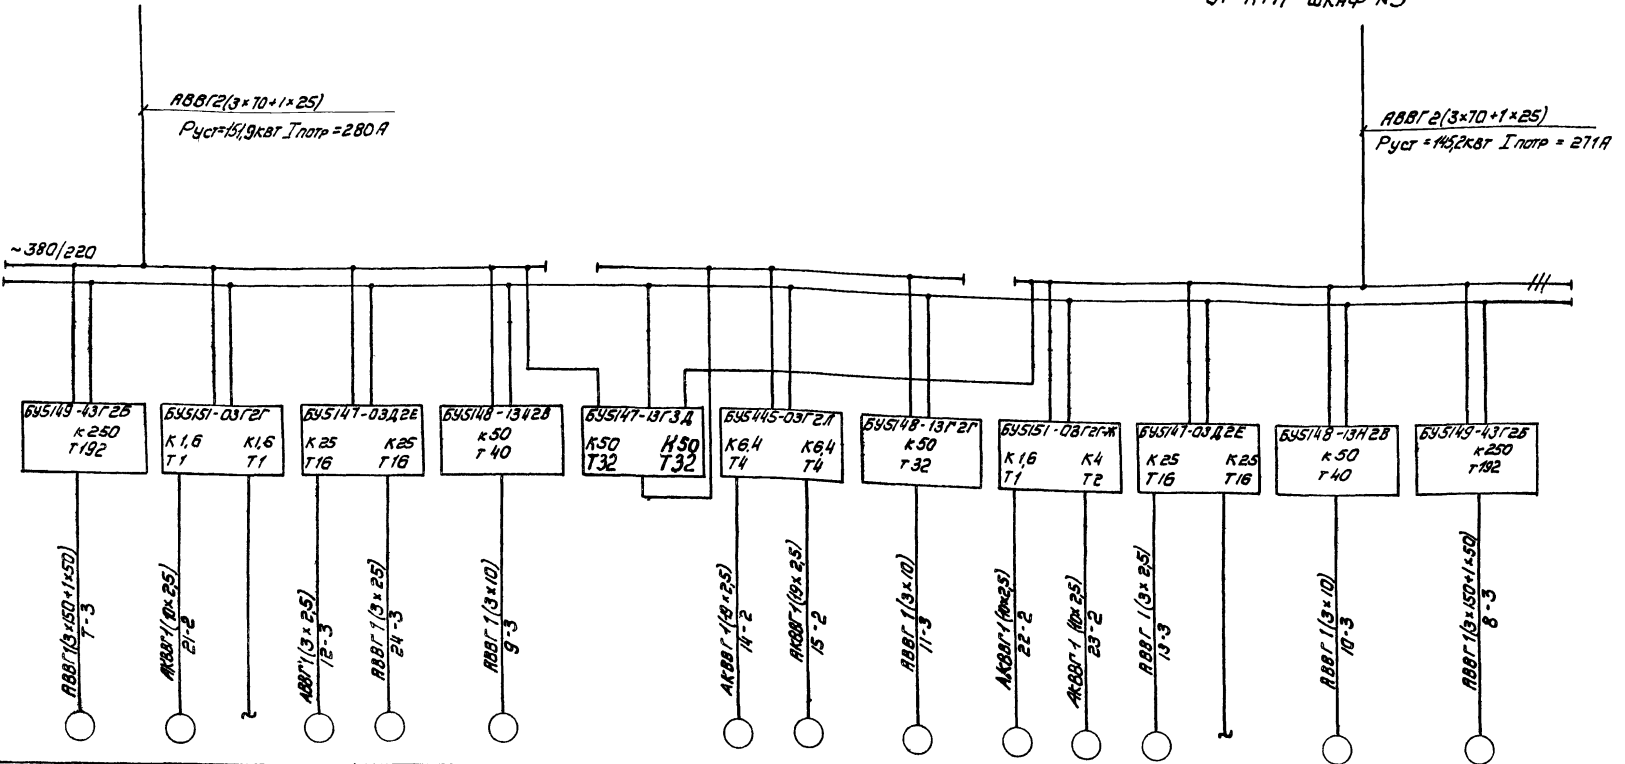 от КТП шкаф N5
АВВГ2(3×70+1×25)
Руст=151,9квт Iпотр=280А
АВВГ2(3×70+1×25)
Руст=145,2квт Iпотр=271А
~380/220
БУ5149-43Г2Б
К250
Т192
БУ5151-03Г2Г
К1,6 К1,6
Т1 Т1
БУ5147-03Д2Е
К25 К25
Т16 Т16
БУ5148-13И2В
К50
Т40
БУ5147-13Г3Д
К50 К50
Т32 Т32
БУ5445-03Г2Л
К6,4 К6,4
Т4 Т4
БУ5148-13Г2Г
К50
Т32
БУ5151-03Г2Г-Ж
К1,6 К4
Т1 Т2
БУ5147-03Д2Е
К25 К25
Т16 Т16
БУ5148-13И2В
К50
Т40
БУ5149-43Г2Б
К250
Т192
АВВГ1(3×150+1×50)
7-3
АКВВГ1(10×2,5)
21-2
~
АВВГ1(3×2,5)
12-3
АВВГ1(3×2,5)
24-3
АВВГ1(3×10)
9-3
АКВВГ1(19×2,5)
14-2
АКВВГ1(19×2,5)
15-2
АВВГ1(3×10)
11-3
АКВВГ1(10×2,5)
22-2
АКВВГ1(10×2,5)
23-2
АВВГ1(3×2,5)
13-3
~
АВВГ1(3×10)
10-3
АВВГ1(3×150+1×50)
8-3